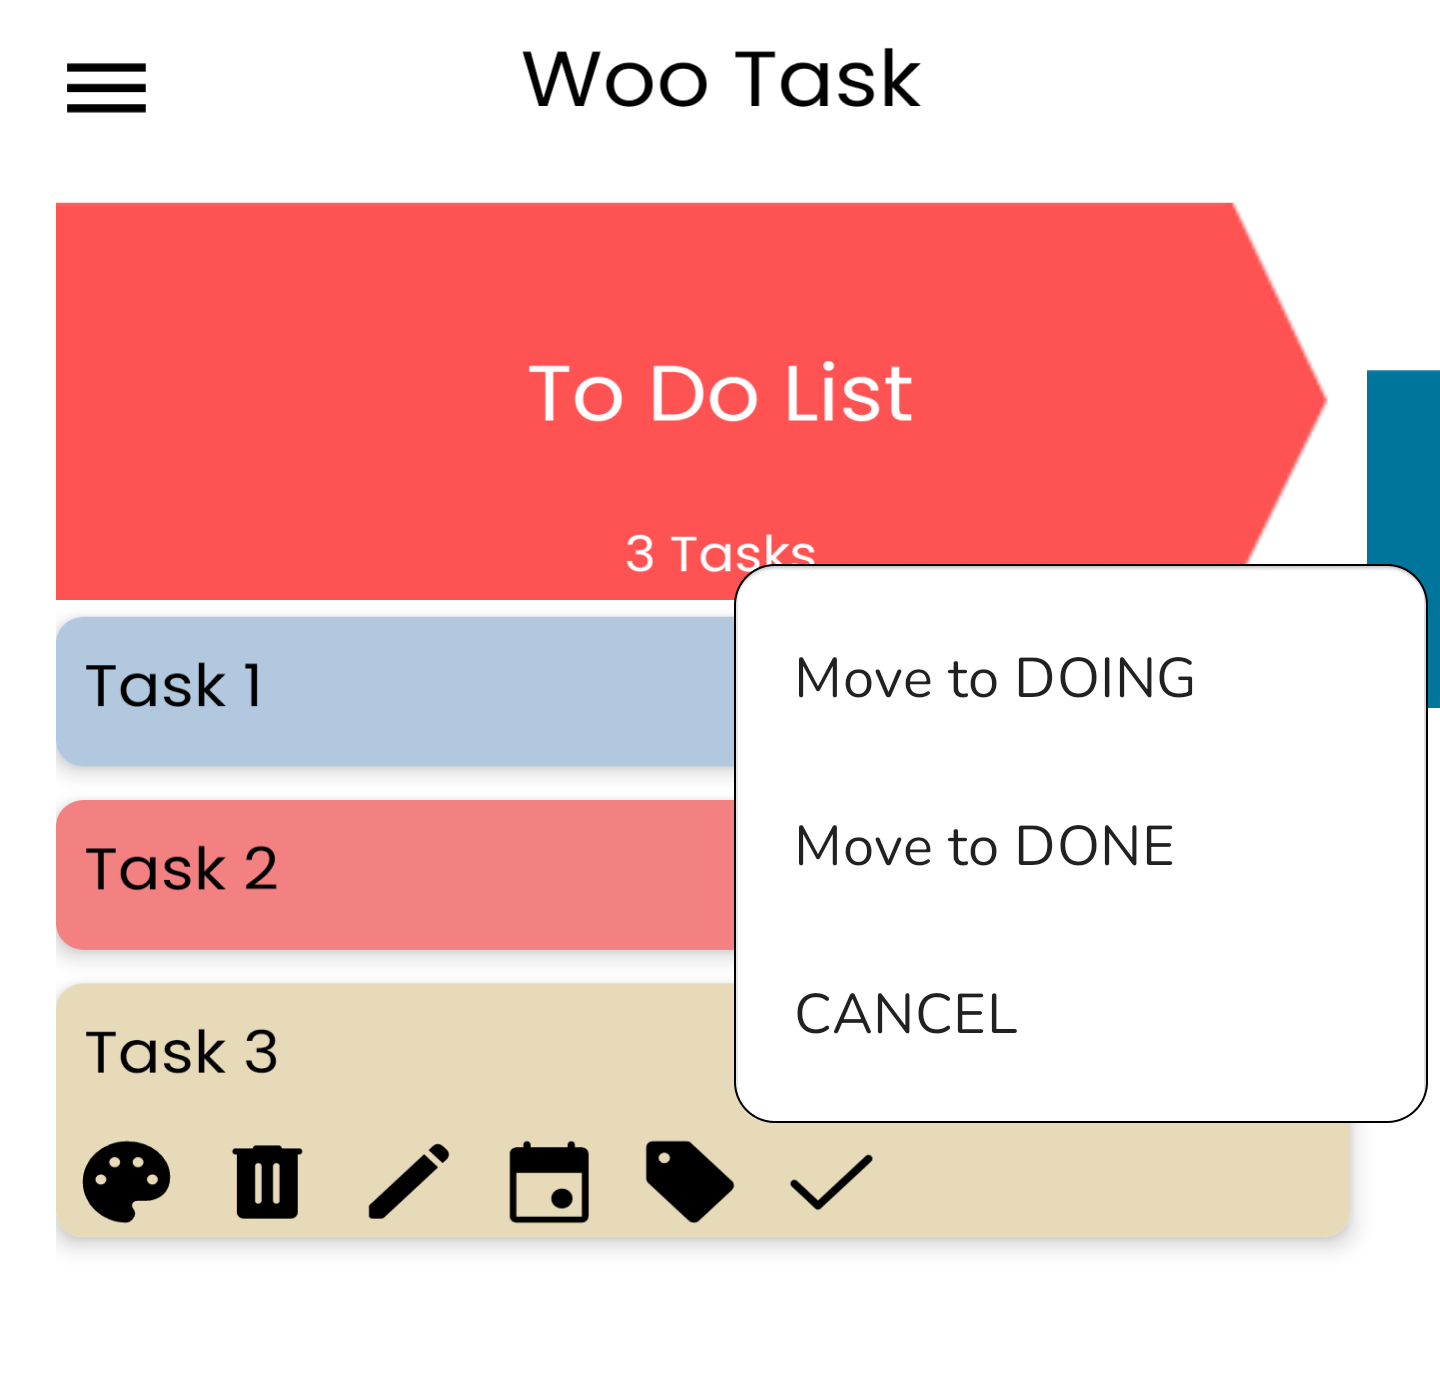 Woo Task
To Do List
3 Tasks
Task 1
Task 2
Task 3
Move to DOING
Move to DONE
CANCEL